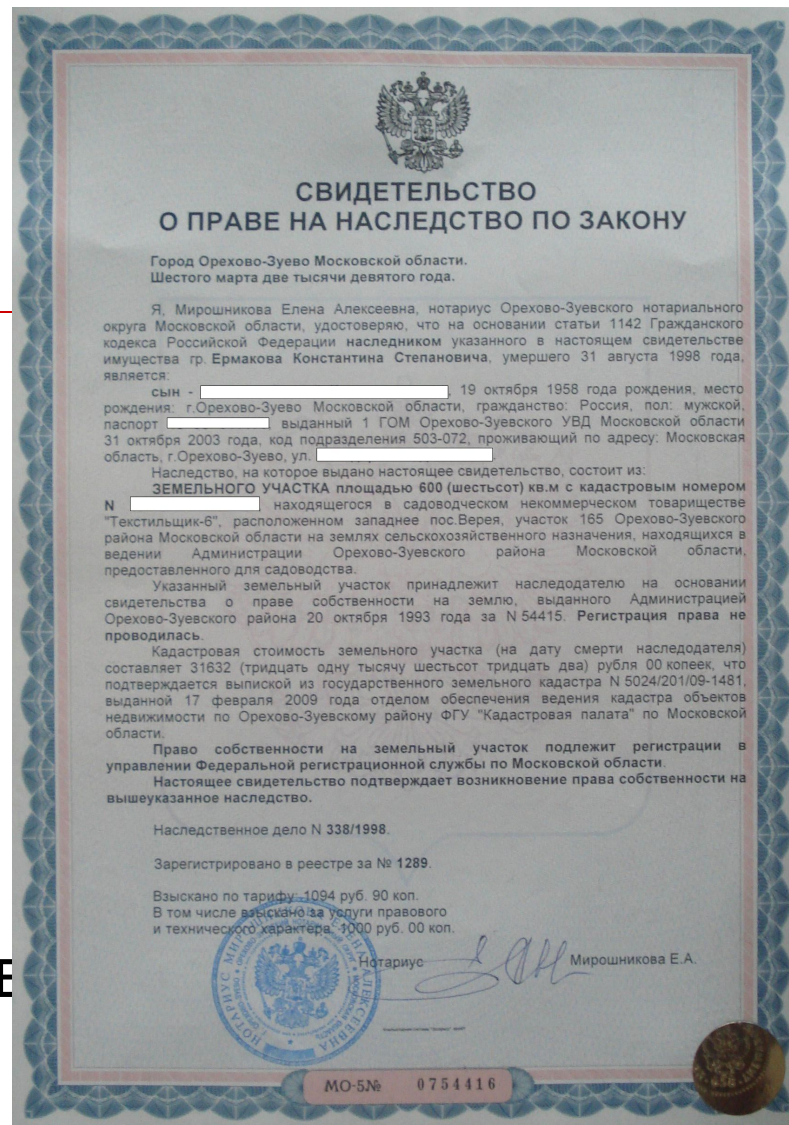 СВИДЕТЕЛЬСТВО
О ПРАВЕ НА НАСЛЕДСТВО ПО ЗАКОНУ
Город Орехово-Зуево Московской области.
Шестого марта две тысячи девятого года.
Я, Мирошникова Елена Алексеевна, нотариус Орехово-Зуевского нотариального
округа Московской области, удостоверяю, что на основании статьи 1142 Гражданского
кодекса Российской Федерации наследником указанного в настоящем свидетельстве
имущества гр. Ермакова Константина Степановича, умершего 31 августа 1998 года,
является:
сын - , 19 октября 1958 года рождения, место
рождения: г.Орехово-Зуево Московской области, гражданство: Россия, пол: мужской,
паспорт , выданный 1 ГОМ Орехово-Зуевского УВД Московской области
31 октября 2003 года, код подразделения 503-072, проживающий по адресу: Московская
область, г.Орехово-Зуево, ул.
Наследство, на которое выдано настоящее свидетельство, состоит из:
ЗЕМЕЛЬНОГО УЧАСТКА площадью 600 (шестьсот) кв.м с кадастровым номером
N , находящегося в садоводческом некоммерческом товариществе
"Текстильщик-6", расположенном западнее пос.Верея, участок 165 Орехово-Зуевского
района Московской области на землях сельскохозяйственного назначения, находящихся в
ведении Администрации Орехово-Зуевского района Московской области,
предоставленного для садоводства.
Указанный земельный участок принадлежит наследодателю на основании
свидетельства о праве собственности на землю, выданного Администрацией
Орехово-Зуевского района 20 октября 1993 года за N 54415. Регистрация права не
проводилась.
Кадастровая стоимость земельного участка (на дату смерти наследодателя)
составляет 31632 (тридцать одну тысячу шестьсот тридцать два) рубля 00 копеек, что
подтверждается выпиской из государственного земельного кадастра N 5024/201/09-1481,
выданной 17 февраля 2009 года отделом обеспечения ведения кадастра объектов
недвижимости по Орехово-Зуевскому району ФГУ "Кадастровая палата" по Московской
области.
Право собственности на земельный участок подлежит регистрации в
управлении Федеральной регистрационной службы по Московской области.
Настоящее свидетельство подтверждает возникновение права собственности на
вышеуказанное наследство.
Наследственное дело N 338/1998.
Зарегистрировано в реестре за № 1289.
Взыскано по тарифу: 1094 руб. 90 коп.
В том числе взыскано за услуги правового
и технического характера: 1000 руб. 00 коп.
Нотариус Мирошникова Е.А.
МО-5№ 0754416